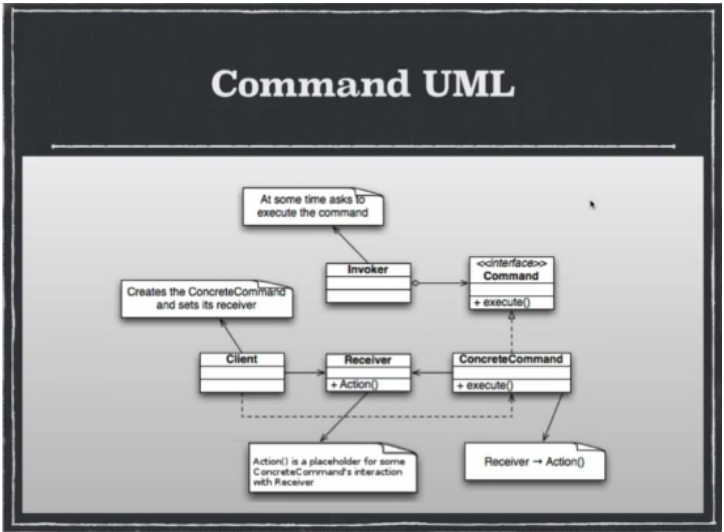 Command UML
At some time asks to
execute the command
Invoker
<<interface>>
Command
+ execute()
Creates the ConcreteCommand
and sets its receiver
Client
Receiver
+ Action()
ConcreteCommand
+ execute()
Action() is a placeholder for some
ConcreteCommand's interaction
with Receiver
Receiver → Action()